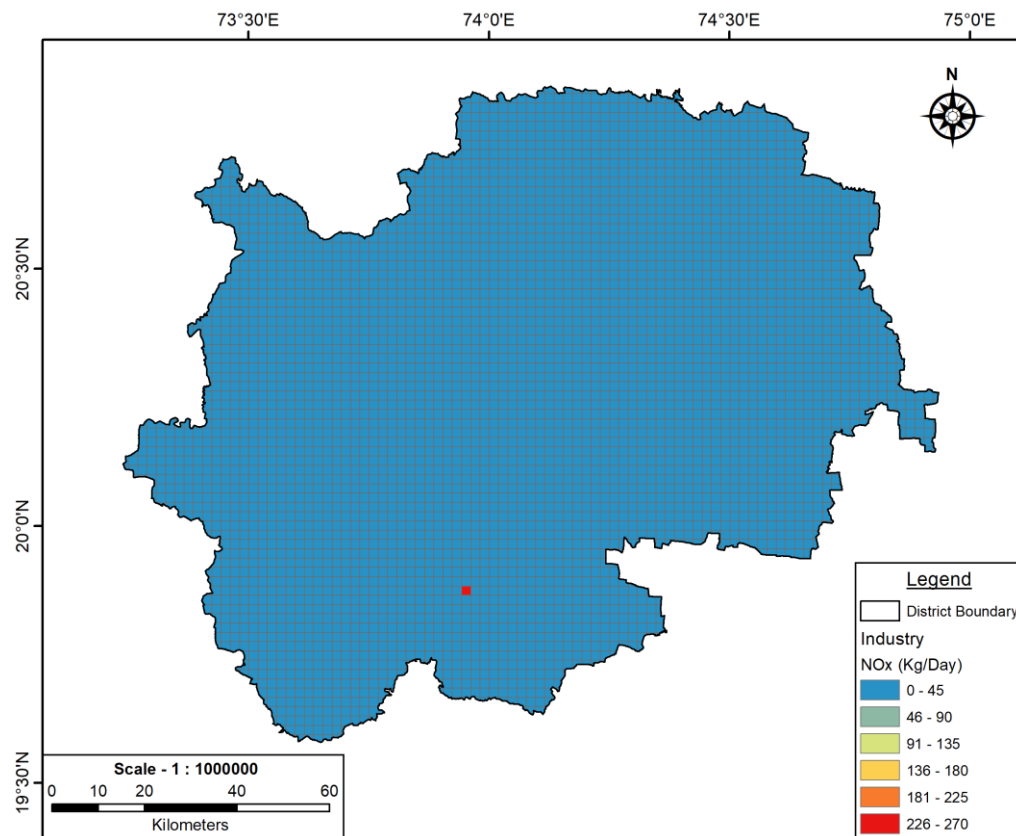 73°30'E 74°0'E 74°30'E 75°0'E
N
20°30'N
20°0'N
19°30'N
Legend
District Boundary
Industry
NOx (Kg/Day)
0 - 45
46 - 90
91 - 135
136 - 180
181 - 225
226 - 270
Scale - 1 : 1000000
0 10 20 40 60
Kilometers